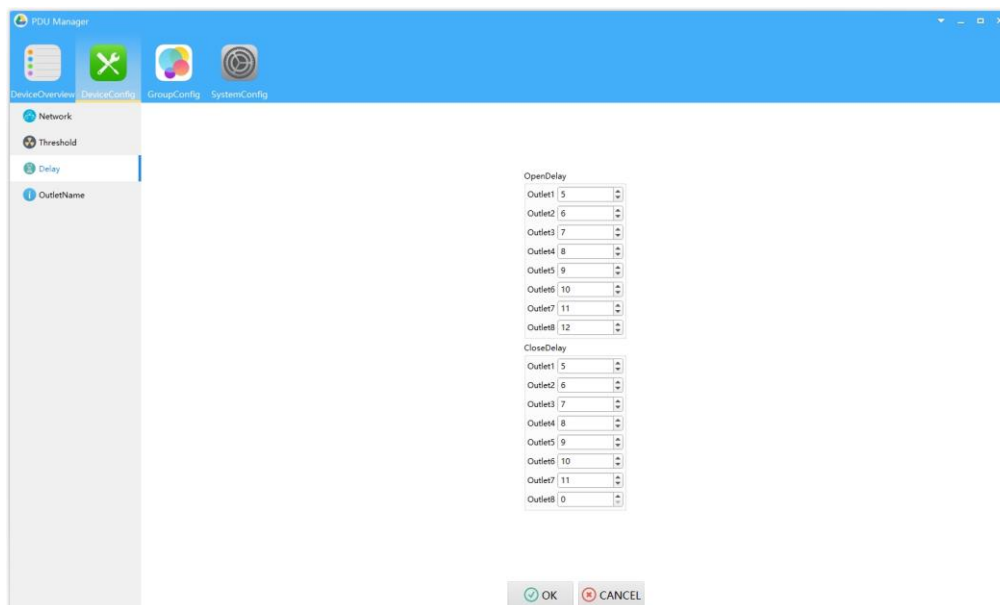 PDU Manager
DeviceOverview DeviceConfig GroupConfig SystemConfig
Network
Threshold
Delay
OutletName
OpenDelay
Outlet1 5
Outlet2 6
Outlet3 7
Outlet4 8
Outlet5 9
Outlet6 10
Outlet7 11
Outlet8 12
CloseDelay
Outlet1 5
Outlet2 6
Outlet3 7
Outlet4 8
Outlet5 9
Outlet6 10
Outlet7 11
Outlet8 0
OK CANCEL